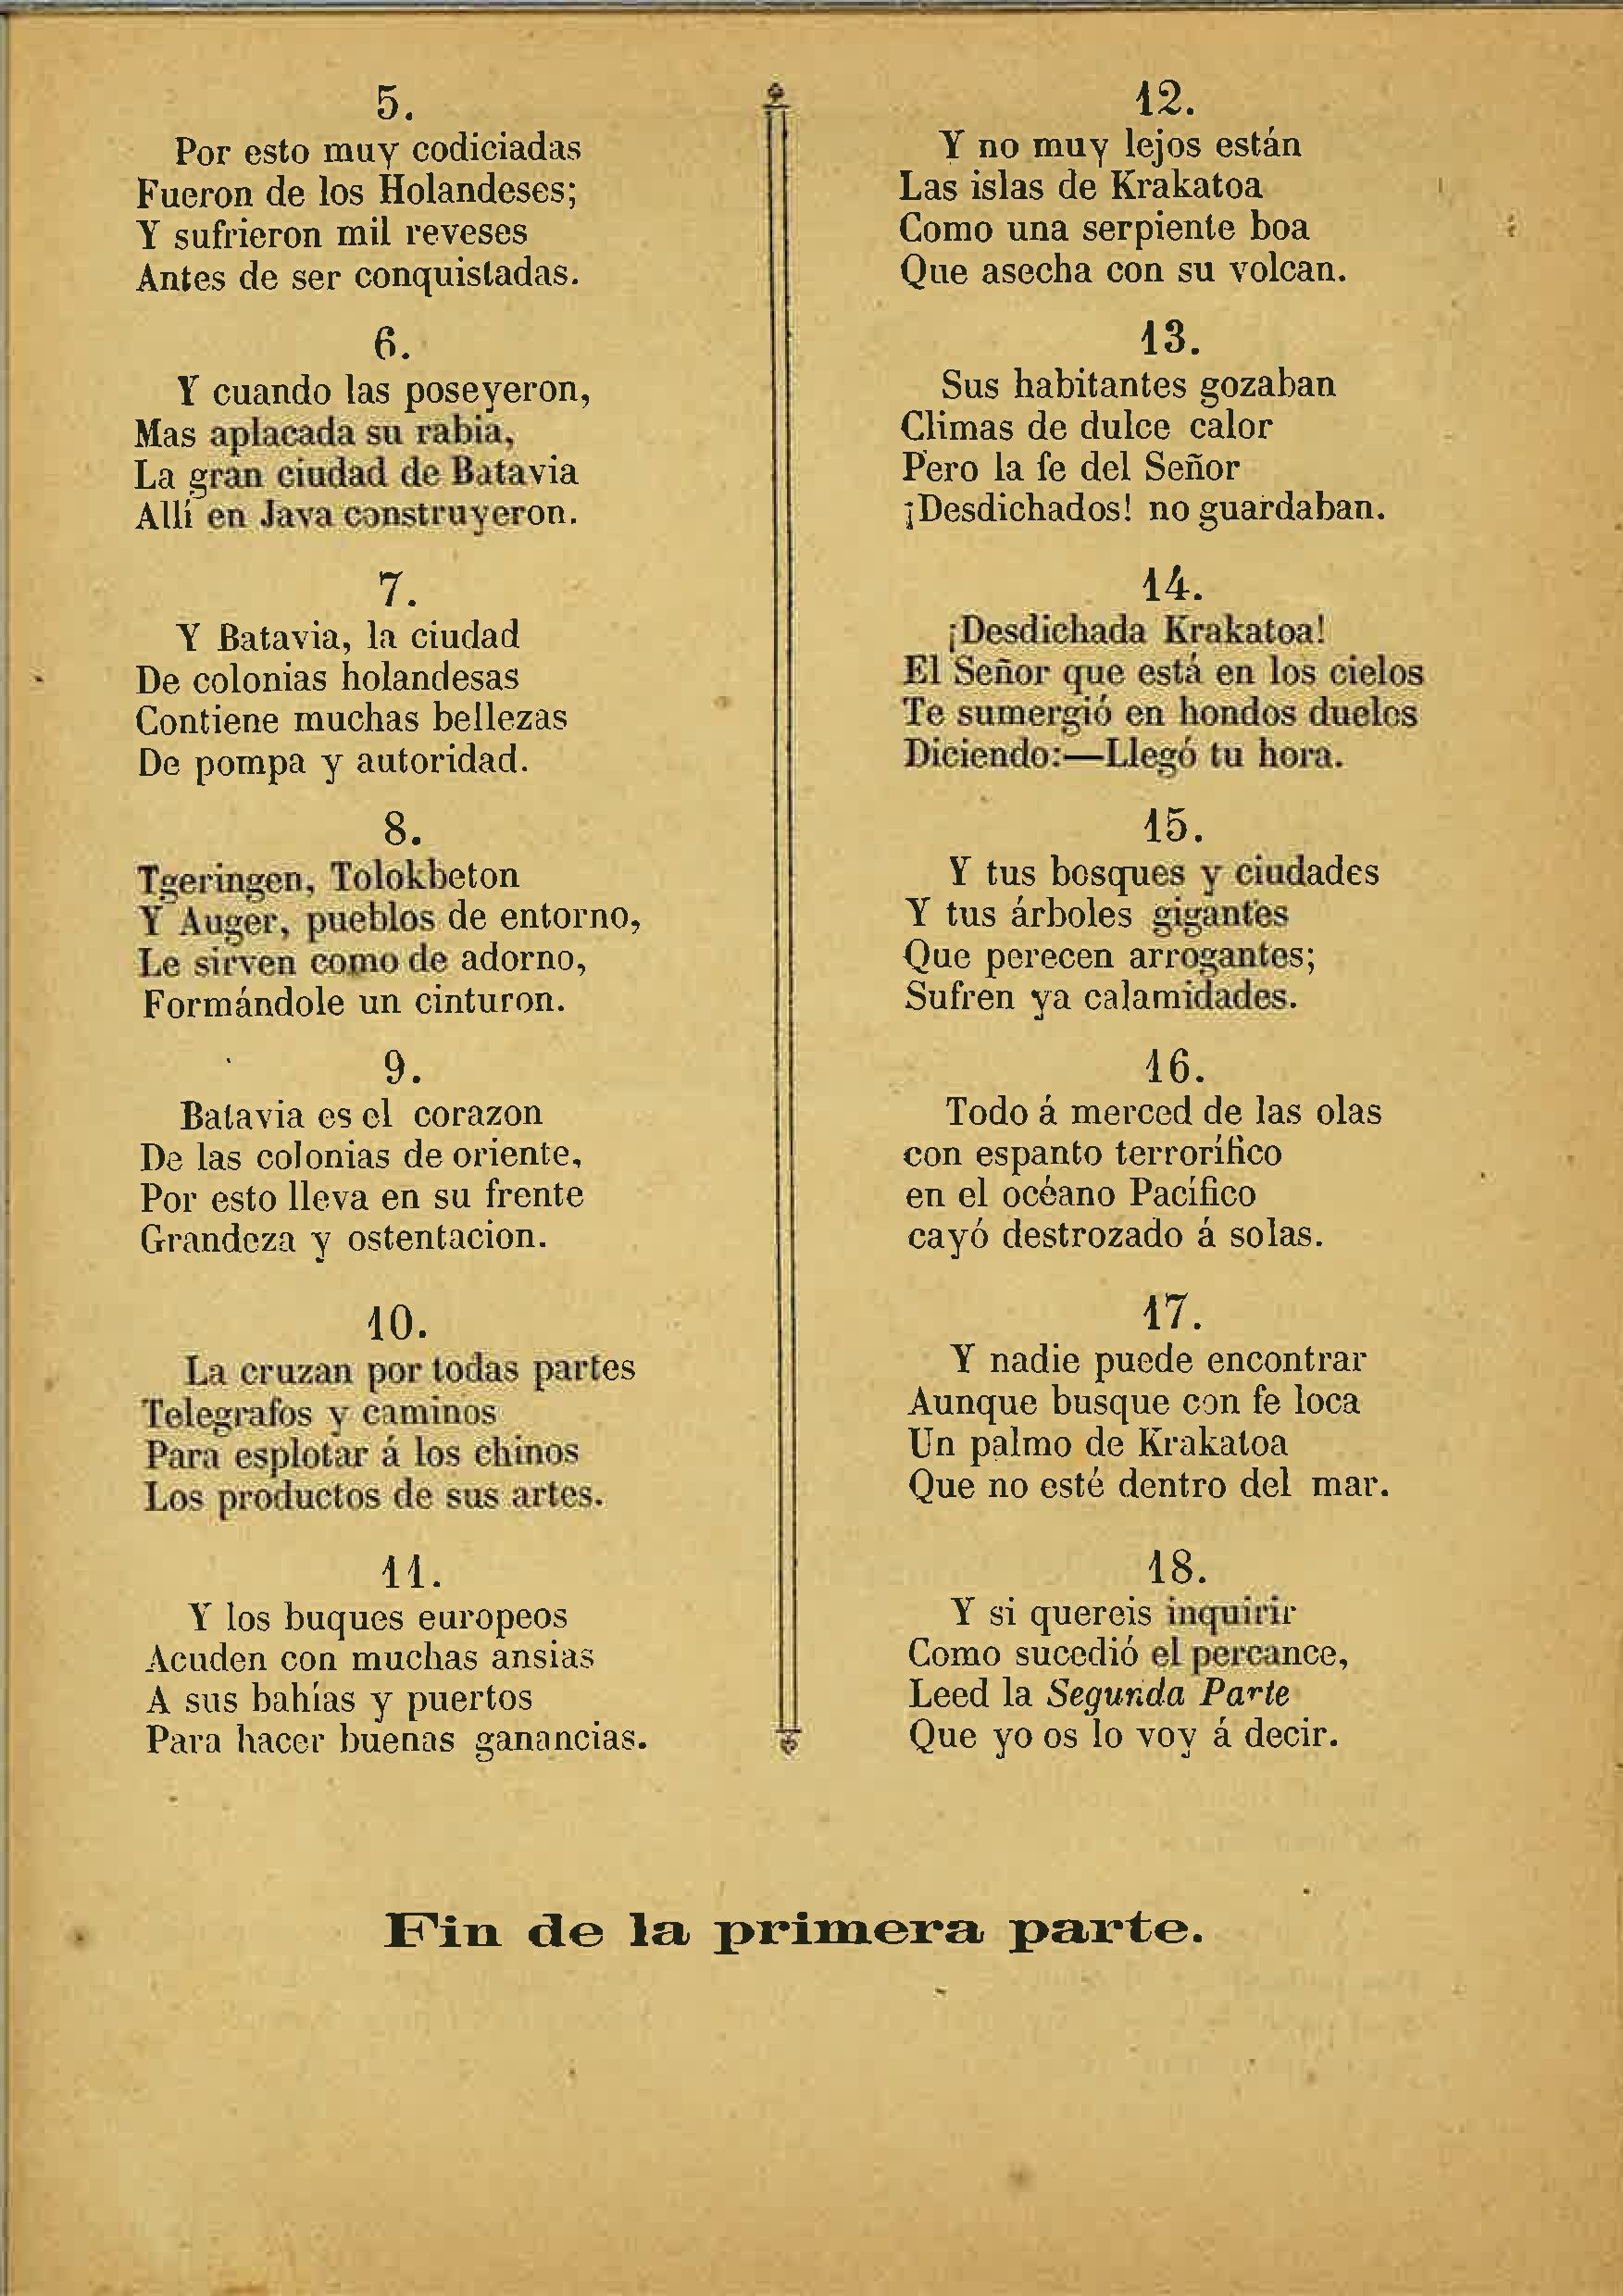 5.
Por esto muy codiciadas
Fueron de los Holandeses;
Y sufrieron mil reveses
Antes de ser conquistadas.
6.
Y cuando las poseyeron,
Mas aplacada su rabia,
La gran ciudad de Batavia
Allí en Java construyeron.
7.
Y Batavia, la ciudad
De colonias holandesas
Contiene muchas bellezas
De pompa y autoridad.
8.
Tgeringen, Tolokbeton
Y Auger, pueblos de entorno,
Le sirven como de adorno,
Formándole un cinturon.
9.
Batavia es el corazon
De las colonias de oriente,
Por esto lleva en su frente
Grandeza y ostentacion.
10.
La cruzan por todas partes
Telegrafos y caminos
Para esplotar á los chinos
Los productos de sus artes.
11.
Y los buques europeos
Acuden con muchas ansias
A sus bahías y puertos
Para hacer buenas ganancias.
12.
Y no muy lejos están
Las islas de Krakatoa
Como una serpiente boa
Que asecha con su volcan.
13.
Sus habitantes gozaban
Climas de dulce calor
Pero la fe del Señor
¡Desdichados! no guardaban.
14.
¡Desdichada Krakatoa!
El Señor que está en los cielos
Te sumergió en hondos duelos
Diciendo:—Llegó tu hora.
15.
Y tus bosques y ciudades
Y tus árboles gigantes
Que perecen arrogantes;
Sufren ya calamidades.
16.
Todo á merced de las olas
con espanto terrorífico
en el océano Pacífico
cayó destrozado á solas.
17.
Y nadie puede encontrar
Aunque busque con fe loca
Un palmo de Krakatoa
Que no esté dentro del mar.
18.
Y si quereis inquirir
Como sucedió el percance,
Leed la Segunda Parte
Que yo os lo voy á decir.
Fin de la primera parte.